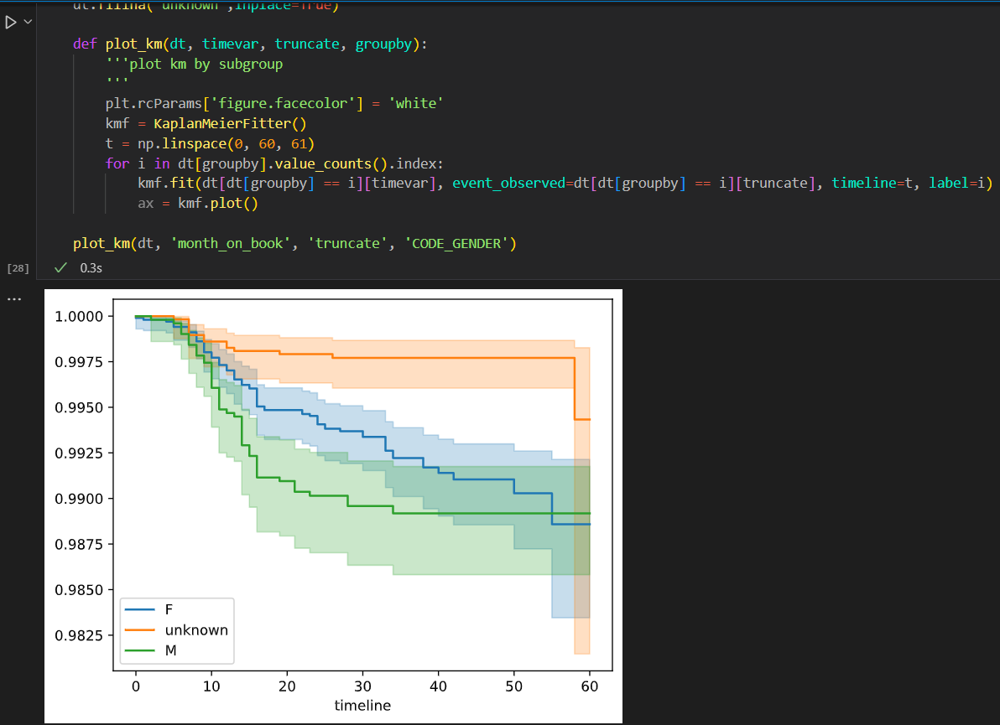 dt.fillna('unknown',inplace=True)
def plot_km(dt, timevar, truncate, groupby):
'''plot km by subgroup
'''
plt.rcParams['figure.facecolor'] = 'white'
kmf = KaplanMeierFitter()
t = np.linspace(0, 60, 61)
for i in dt[groupby].value_counts().index:
kmf.fit(dt[dt[groupby] == i][timevar], event_observed=dt[dt[groupby] == i][truncate], timeline=t, label=i)
ax = kmf.plot()
plot_km(dt, 'month_on_book', 'truncate', 'CODE_GENDER')
[28] 0.3s
1.0000
0.9975
0.9950
0.9925
0.9900
0.9875
0.9850
0.9825
F
unknown
M
0 10 20 30 40 50 60
timeline